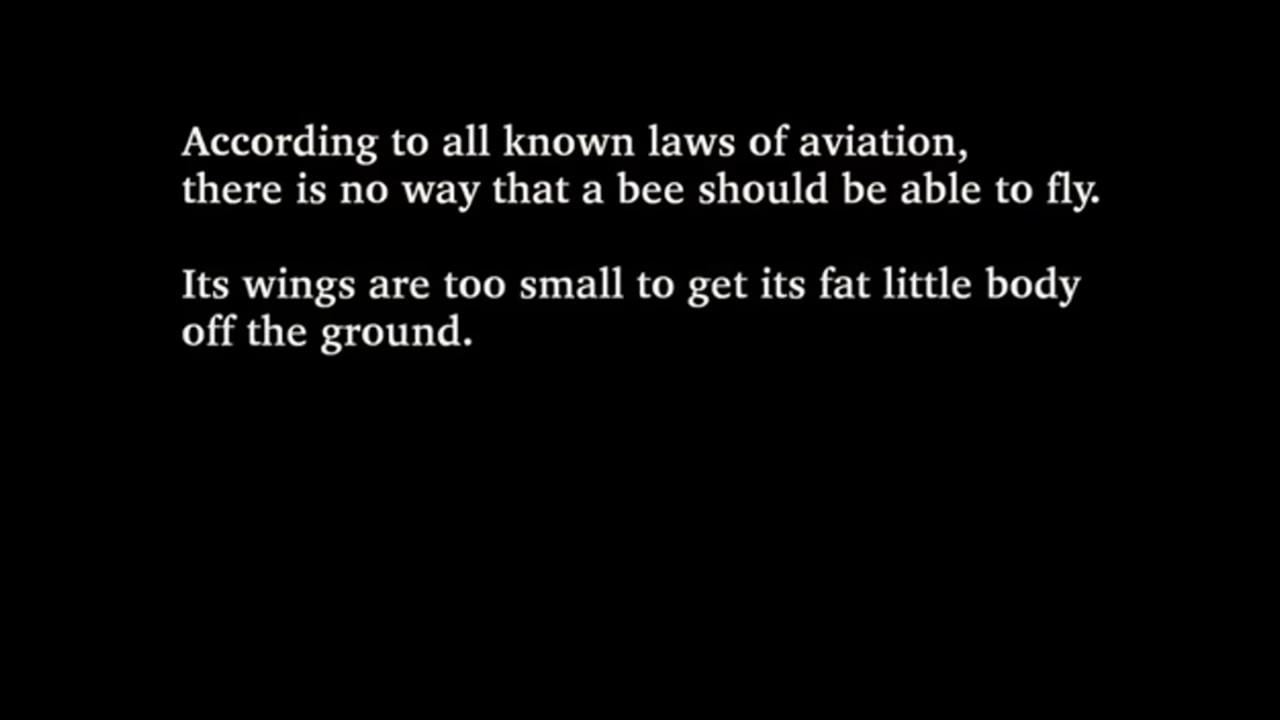 According to all known laws of aviation,
there is no way that a bee should be able to fly.
Its wings are too small to get its fat little body
off the ground.